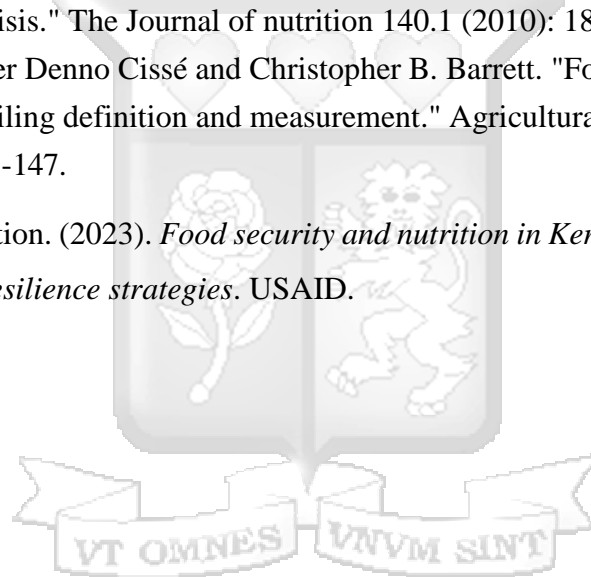 isis." The Journal of nutrition 140.1 (2010): 18
er Denno Cissé and Christopher B. Barrett. "Fo
iling definition and measurement." Agricultura
-147.
tion. (2023). Food security and nutrition in Ken
esilience strategies. USAID.
VT OMNES VNVM SINT